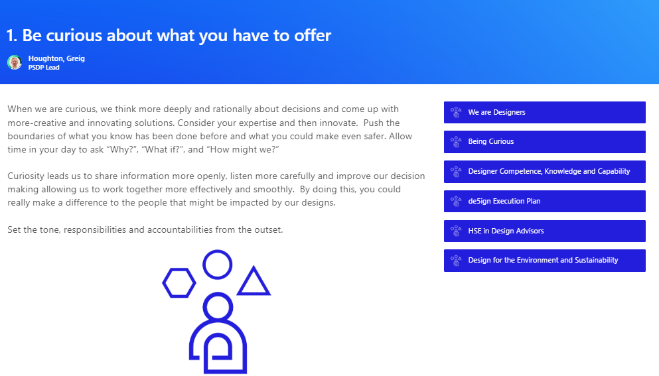 1. Be curious about what you have to offer
Houghton, Greig
PSDP Lead
When we are curious, we think more deeply and rationally about decisions and come up with
more-creative and innovating solutions. Consider your expertise and then innovate.  Push the
boundaries of what you know has been done before and what you could make even safer. Allow
time in your day to ask “Why?”, “What if?”, and “How might we?”
Curiosity leads us to share information more openly, listen more carefully and improve our decision
making allowing us to work together more effectively and smoothly.  By doing this, you could
really make a difference to the people that might be impacted by our designs.
Set the tone, responsibilities and accountabilities from the outset.
We are Designers
Being Curious
Designer Competence, Knowledge and Capability
de5ign Execution Plan
HSE in Design Advisors
Design for the Environment and Sustainability